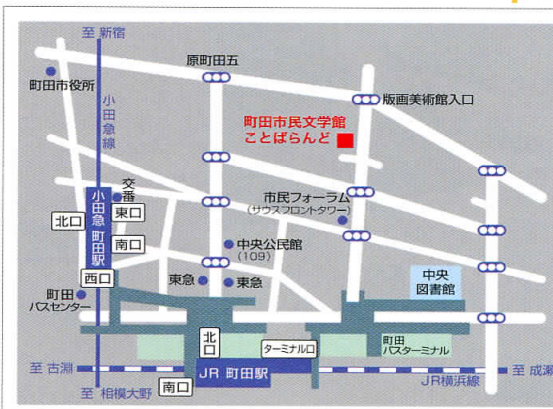 至 新宿
原町田五
町田市役所
小田急線
版画美術館入口
町田市民文学館
ことばらんど
交番
小田急 町田駅
東口
北口
市民フォーラム
(サウスフロントタワー)
南口
中央公民館
(109)
西口
東急
東急
中央
図書館
町田
バスセンター
北口
ターミナル口
町田
バスターミナル
至 古淵
JR 町田駅
至 成瀬
JR横浜線
南口
至 相模大野